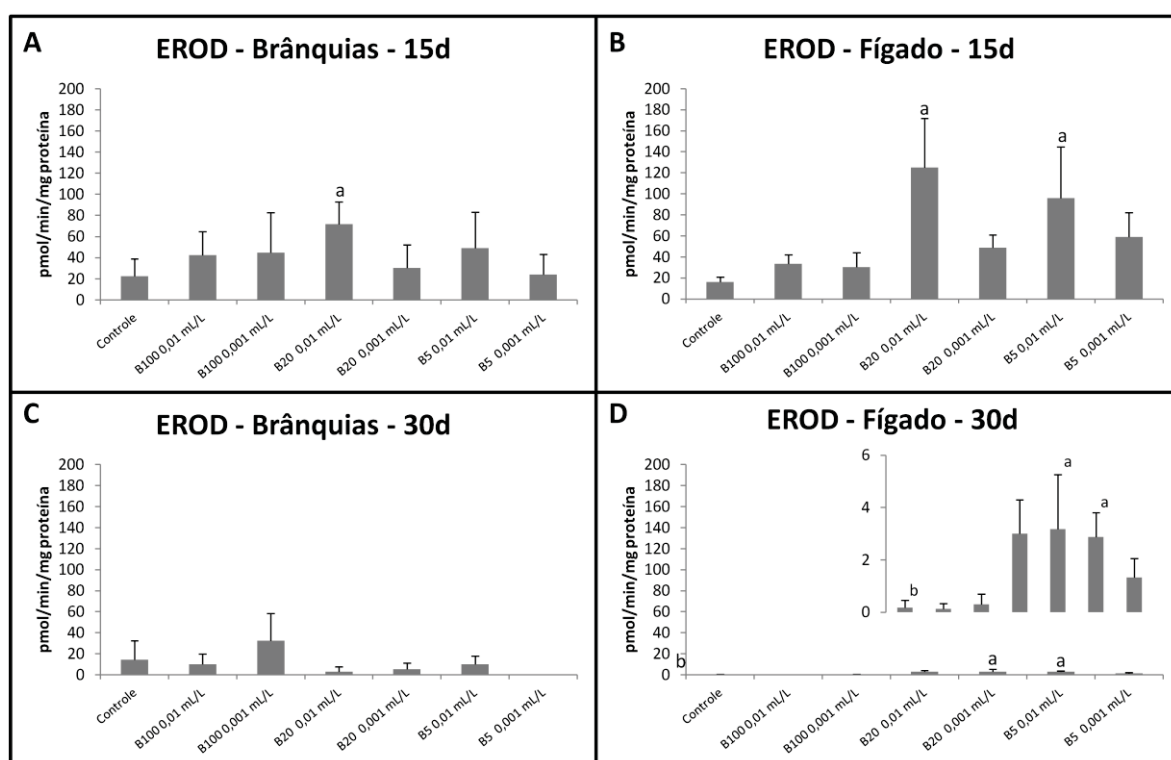 A
EROD - Brânquias - 15d
pmol/min/mg proteína
200
180
160
140
120
100
80
60
40
20
0
a
Controle
B100 0,01 mL/L
B100 0,001 mL/L
B20 0,01 mL/L
B20 0,001 mL/L
B5 0,01 mL/L
B5 0,001 mL/L
B
EROD - Fígado - 15d
pmol/min/mg proteína
200
180
160
140
120
100
80
60
40
20
0
a
a
Controle
B100 0,01 mL/L
B100 0,001 mL/L
B20 0,01 mL/L
B20 0,001 mL/L
B5 0,01 mL/L
B5 0,001 mL/L
C
EROD - Brânquias - 30d
pmol/min/mg proteína
200
180
160
140
120
100
80
60
40
20
0
Controle
B100 0,01 mL/L
B100 0,001 mL/L
B20 0,01 mL/L
B20 0,001 mL/L
B5 0,01 mL/L
B5 0,001 mL/L
D
EROD - Fígado - 30d
pmol/min/mg proteína
200
180
160
140
120
100
80
60
40
20
0
6
4
2
0
b
a
a
b
a
a
Controle
B100 0,01 mL/L
B100 0,001 mL/L
B20 0,01 mL/L
B20 0,001 mL/L
B5 0,01 mL/L
B5 0,001 mL/L